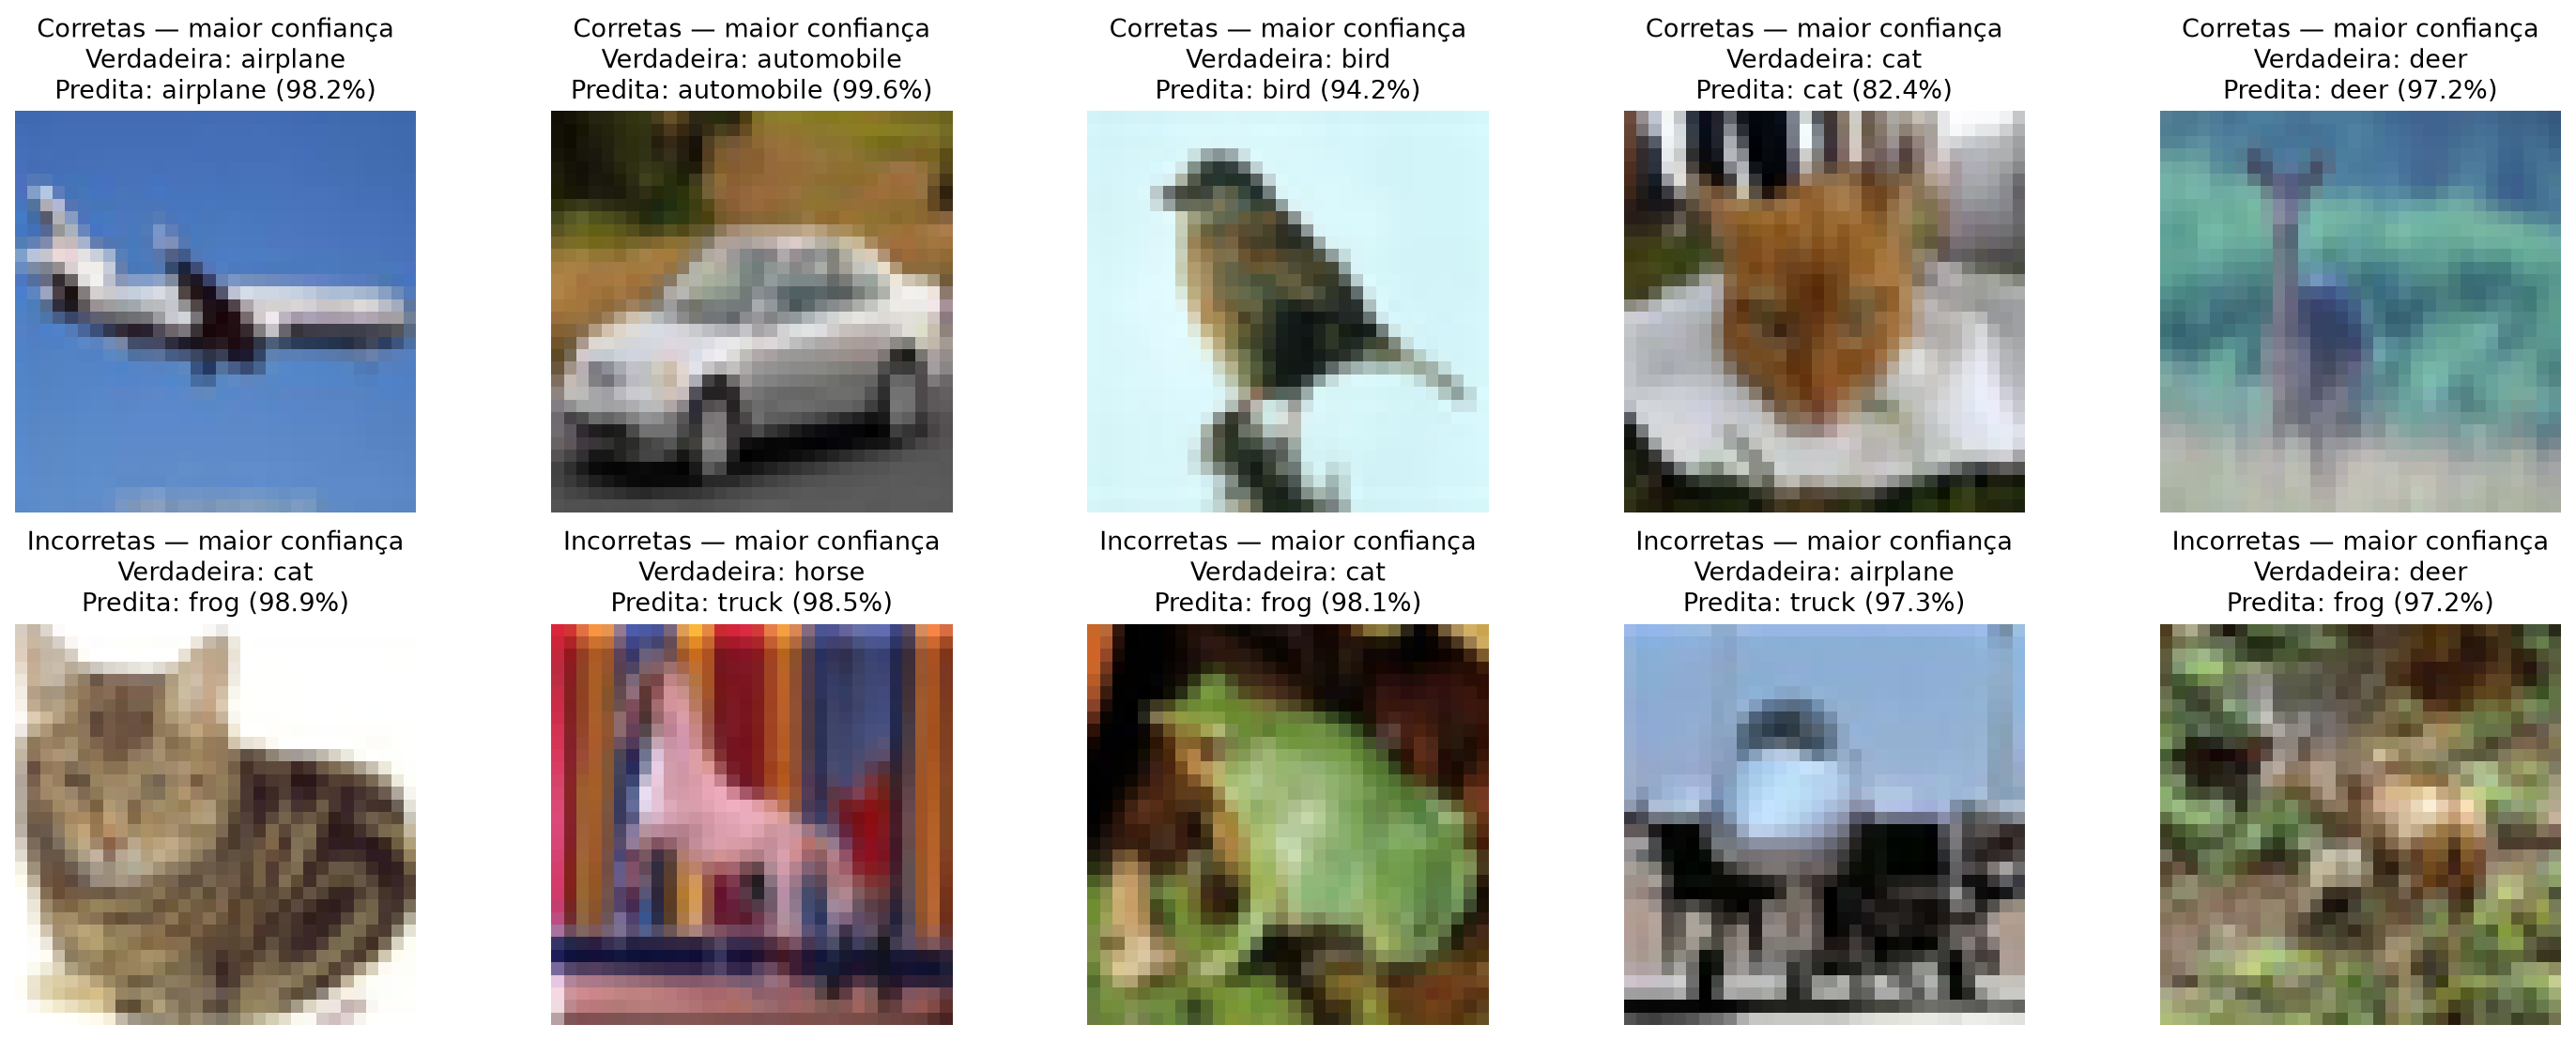 Corretas — maior confiança
Verdadeira: airplane
Predita: airplane (98.2%)
Corretas — maior confiança
Verdadeira: automobile
Predita: automobile (99.6%)
Corretas — maior confiança
Verdadeira: bird
Predita: bird (94.2%)
Corretas — maior confiança
Verdadeira: cat
Predita: cat (82.4%)
Corretas — maior confiança
Verdadeira: deer
Predita: deer (97.2%)
Incorretas — maior confiança
Verdadeira: cat
Predita: frog (98.9%)
Incorretas — maior confiança
Verdadeira: horse
Predita: truck (98.5%)
Incorretas — maior confiança
Verdadeira: cat
Predita: frog (98.1%)
Incorretas — maior confiança
Verdadeira: airplane
Predita: truck (97.3%)
Incorretas — maior confiança
Verdadeira: deer
Predita: frog (97.2%)